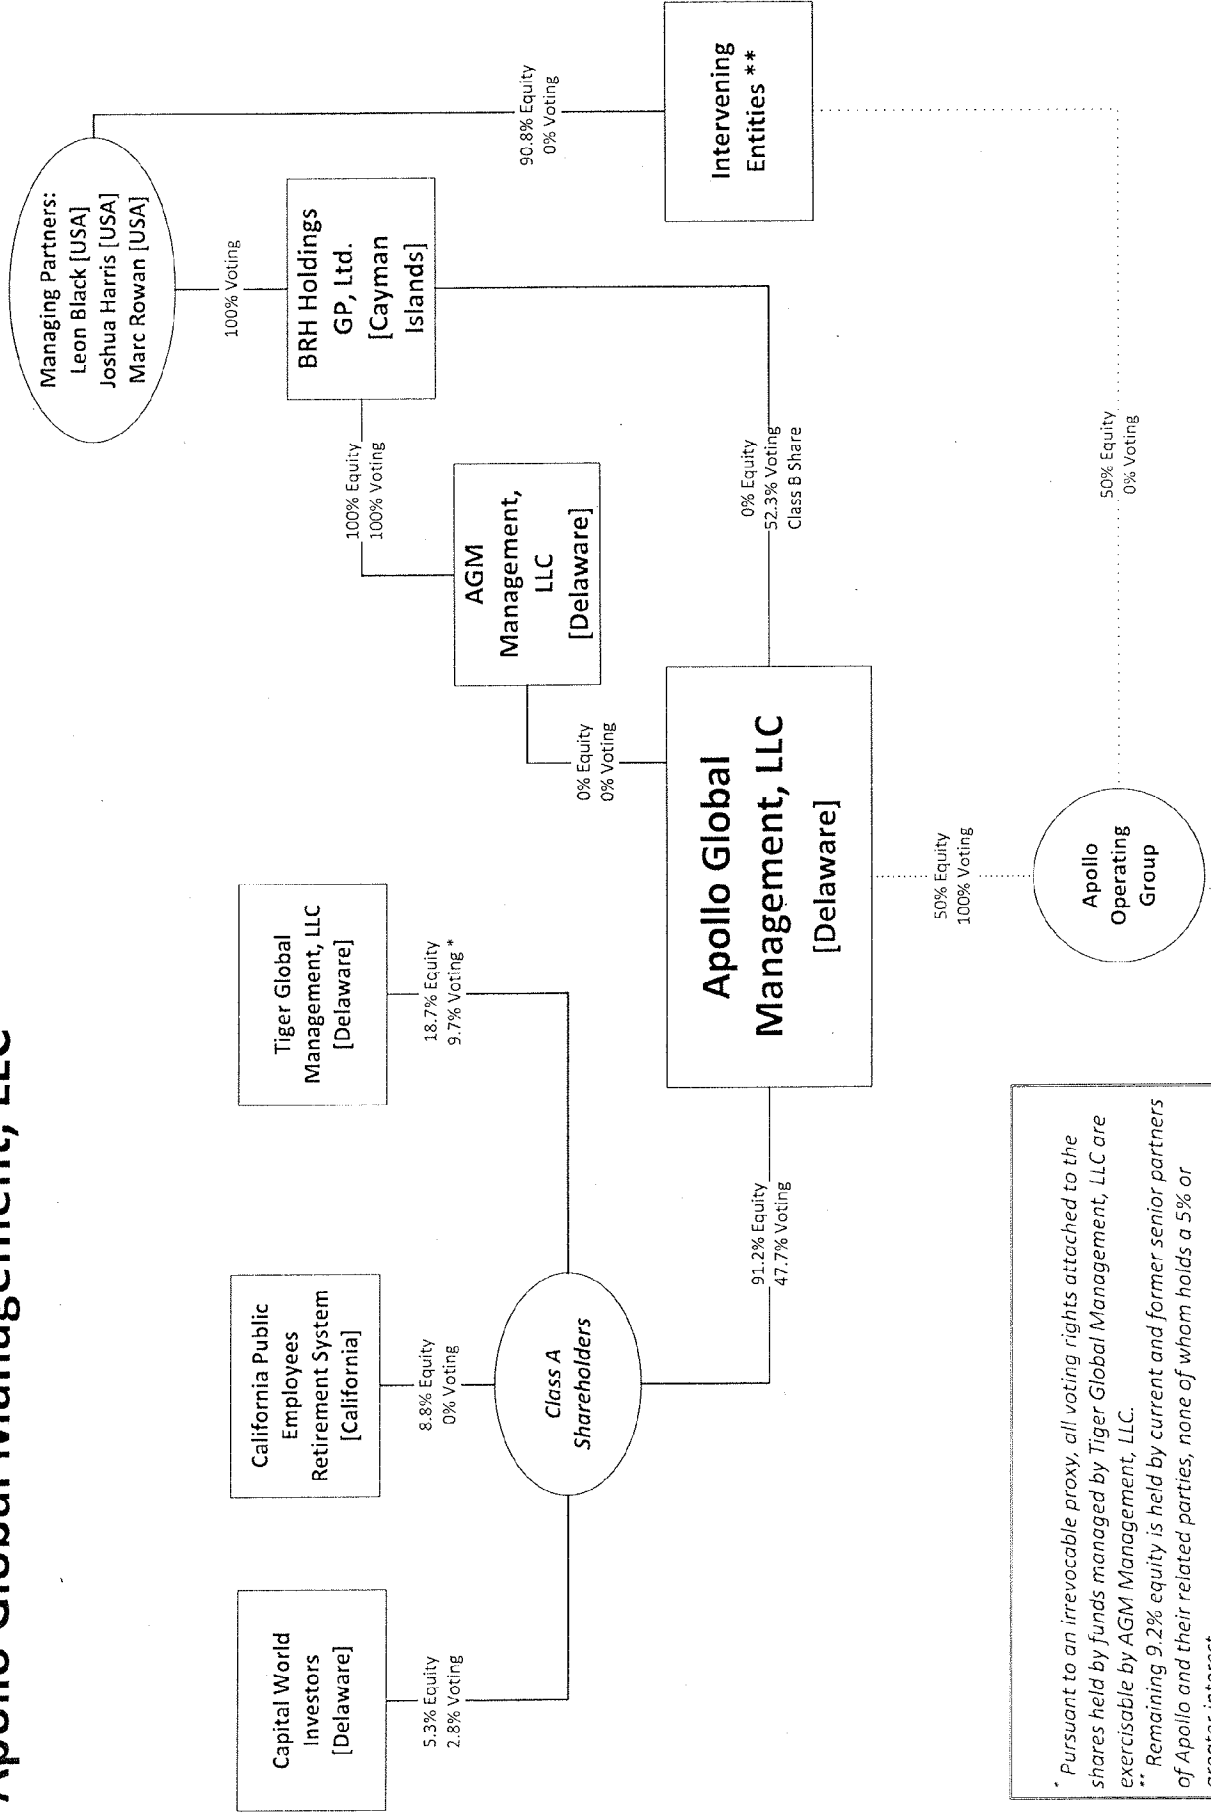 Apollo Global Management, LLC
Managing Partners:
Leon Black [USA]
Joshua Harris [USA]
Marc Rowan [USA]
100% Voting
90.8% Equity
0% Voting
Capital World
Investors
[Delaware]
California Public
Employees
Retirement System
[California]
Tiger Global
Management, LLC
[Delaware]
BRH Holdings
GP, Ltd.
[Cayman
Islands]
100% Equity
100% Voting
5.3% Equity
2.8% Voting
8.8% Equity
0% Voting
18.7% Equity
9.7% Voting *
AGM
Management,
LLC
[Delaware]
Class A
Shareholders
0% Equity
0% Voting
Intervening
Entities **
91.2% Equity
47.7% Voting
Apollo Global
Management, LLC
[Delaware]
0% Equity
52.3% Voting
Class B Share
50% Equity
100% Voting
50% Equity
0% Voting
Apollo
Operating
Group
* Pursuant to an irrevocable proxy, all voting rights attached to the
shares held by funds managed by Tiger Global Management, LLC are
exercisable by AGM Management, LLC.
** Remaining 9.2% equity is held by current and former senior partners
of Apollo and their related parties, none of whom holds a 5% or
greater interest